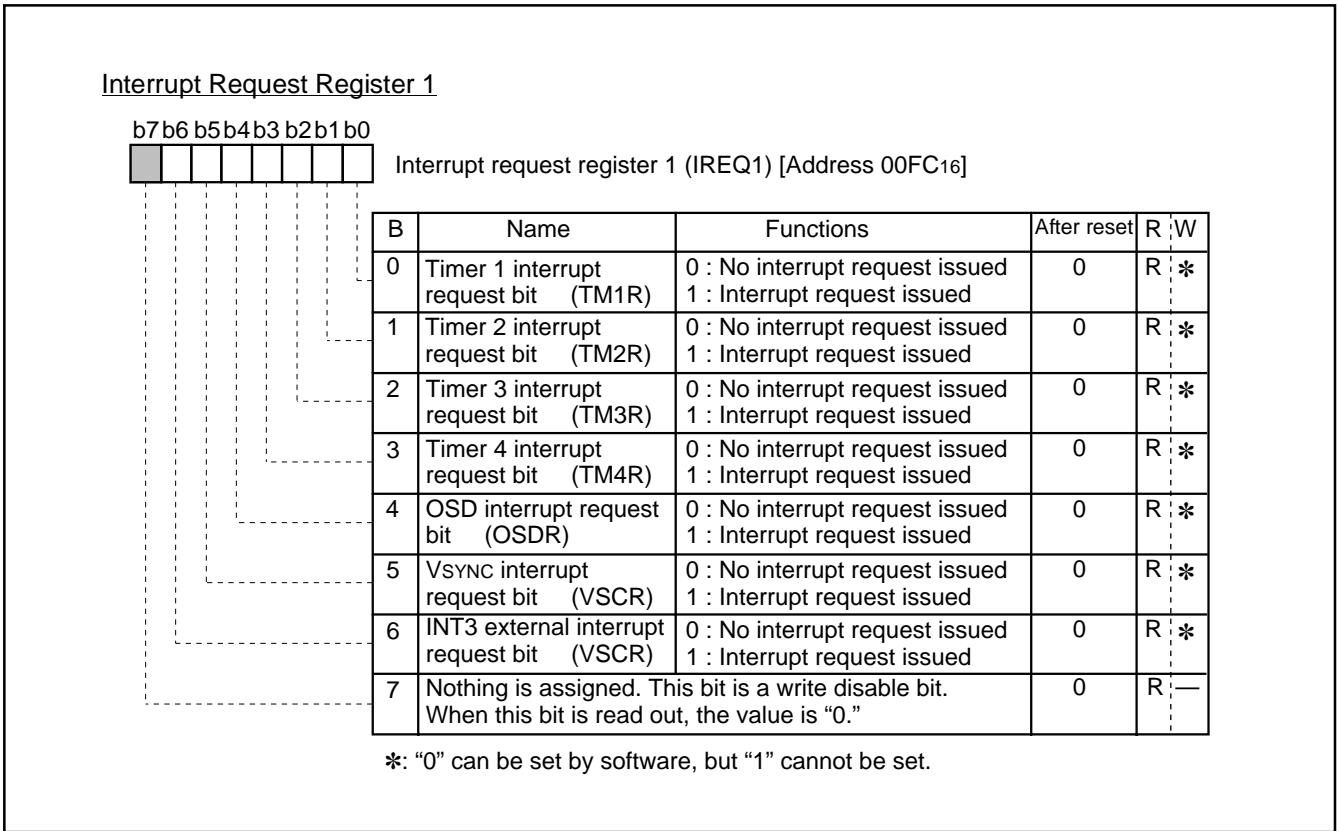 Interrupt Request Register 1
b7 b6 b5 b4 b3 b2 b1 b0
Interrupt request register 1 (IREQ1) [Address 00FC16]
B Name Functions After reset R W
0 Timer 1 interrupt 0 : No interrupt request issued 0 R ✻
request bit (TM1R) 1 : Interrupt request issued
1 Timer 2 interrupt 0 : No interrupt request issued 0 R ✻
request bit (TM2R) 1 : Interrupt request issued
2 Timer 3 interrupt 0 : No interrupt request issued 0 R ✻
request bit (TM3R) 1 : Interrupt request issued
3 Timer 4 interrupt 0 : No interrupt request issued 0 R ✻
request bit (TM4R) 1 : Interrupt request issued
4 OSD interrupt request 0 : No interrupt request issued 0 R ✻
bit (OSDR) 1 : Interrupt request issued
5 VSYNC interrupt 0 : No interrupt request issued 0 R ✻
request bit (VSCR) 1 : Interrupt request issued
6 INT3 external interrupt 0 : No interrupt request issued 0 R ✻
request bit (VSCR) 1 : Interrupt request issued
7 Nothing is assigned. This bit is a write disable bit. 0 R —
When this bit is read out, the value is “0.”
✻: “0” can be set by software, but “1” cannot be set.